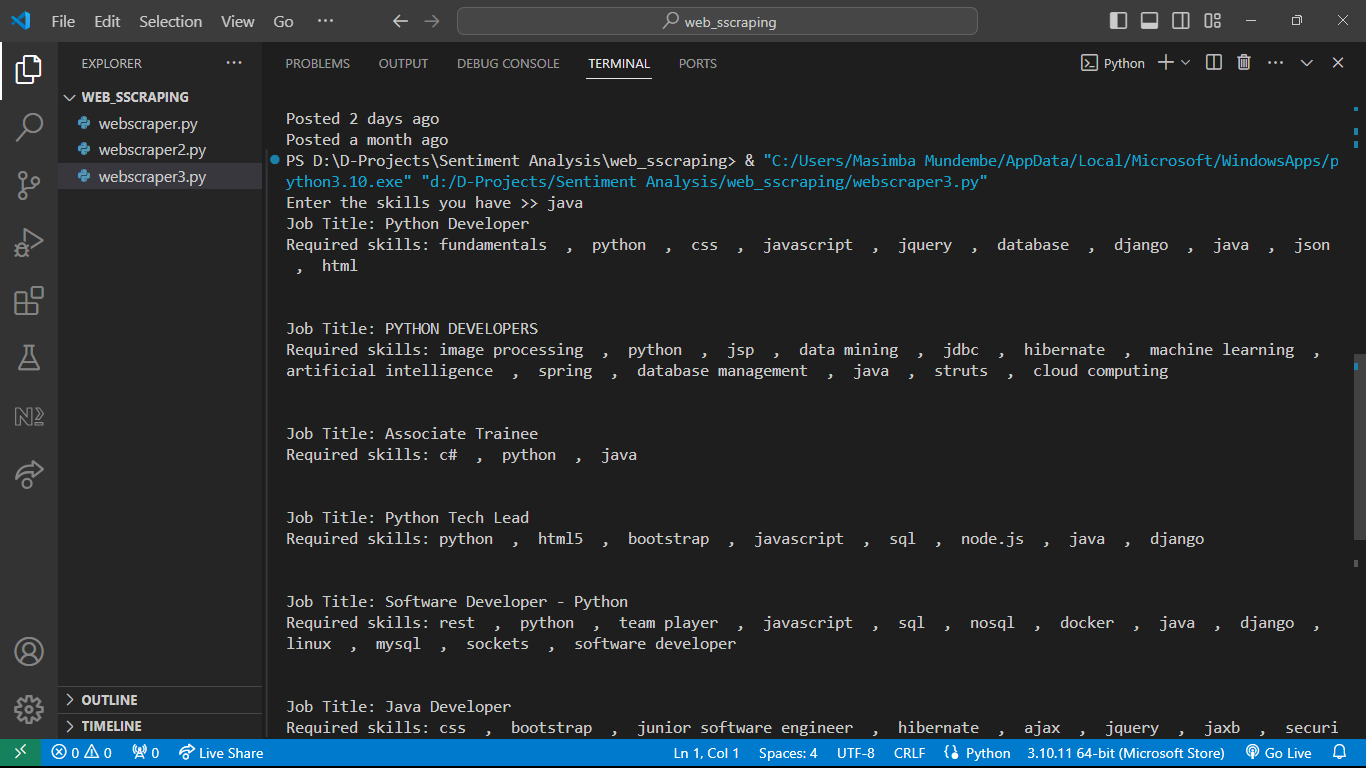 File Edit Selection View Go ··· web_sscraping
EXPLORER ···
WEB_SSCRAPING
webscraper.py
webscraper2.py
webscraper3.py
OUTLINE
TIMELINE
PROBLEMS OUTPUT DEBUG CONSOLE TERMINAL PORTS Python
Posted 2 days ago
Posted a month ago
PS D:\D-Projects\Sentiment Analysis\web_sscraping> & "C:/Users/Masimba Mundembe/AppData/Local/Microsoft/WindowsApps/p
ython3.10.exe" "d:/D-Projects/Sentiment Analysis/web_sscraping/webscraper3.py"
Enter the skills you have >> java
Job Title: Python Developer
Required skills: fundamentals , python , css , javascript , jquery , database , django , java , json
, html
Job Title: PYTHON DEVELOPERS
Required skills: image processing , python , jsp , data mining , jdbc , hibernate , machine learning ,
artificial intelligence , spring , database management , java , struts , cloud computing
Job Title: Associate Trainee
Required skills: c# , python , java
Job Title: Python Tech Lead
Required skills: python , html5 , bootstrap , javascript , sql , node.js , java , django
Job Title: Software Developer - Python
Required skills: rest , python , team player , javascript , sql , nosql , docker , java , django ,
linux , mysql , sockets , software developer
Job Title: Java Developer
Required skills: css , bootstrap , junior software engineer , hibernate , ajax , jquery , jaxb , securi
0 0 0 Live Share Ln 1, Col 1 Spaces: 4 UTF-8 CRLF Python 3.10.11 64-bit (Microsoft Store) Go Live